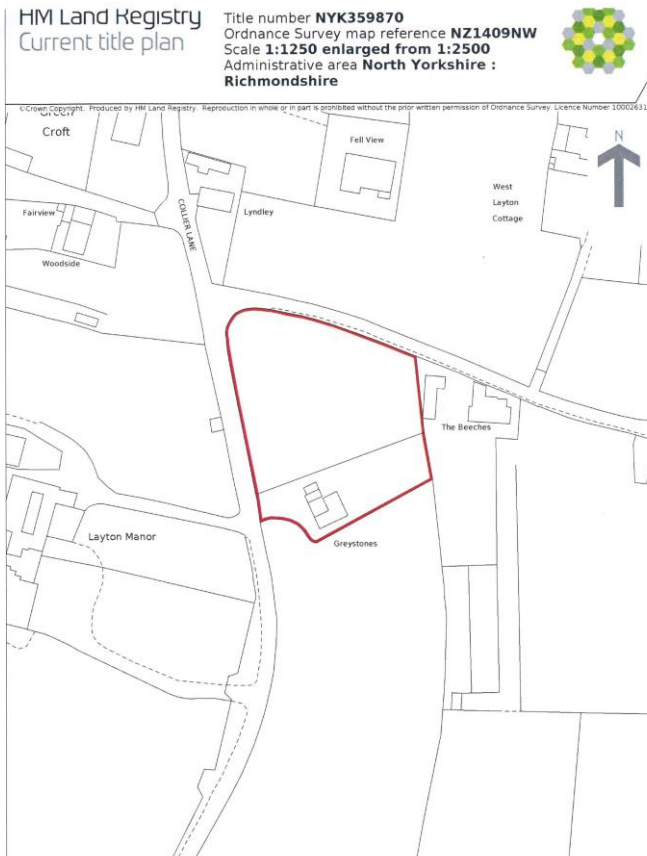 HM Land Registry
Current title plan
Title number NYK359870
Ordnance Survey map reference NZ1409NW
Scale 1:1250 enlarged from 1:2500
Administrative area North Yorkshire :
Richmondshire
©Crown Copyright. Produced by HM Land Registry. Reproduction in whole or in part is prohibited without the prior written permission of Ordnance Survey. Licence Number 10002631
Green
Croft
Fell View
N
West
Layton
Cottage
Fairview
COLLIER LANE
Lyndley
Woodside
The Beeches
Layton Manor
Greystones